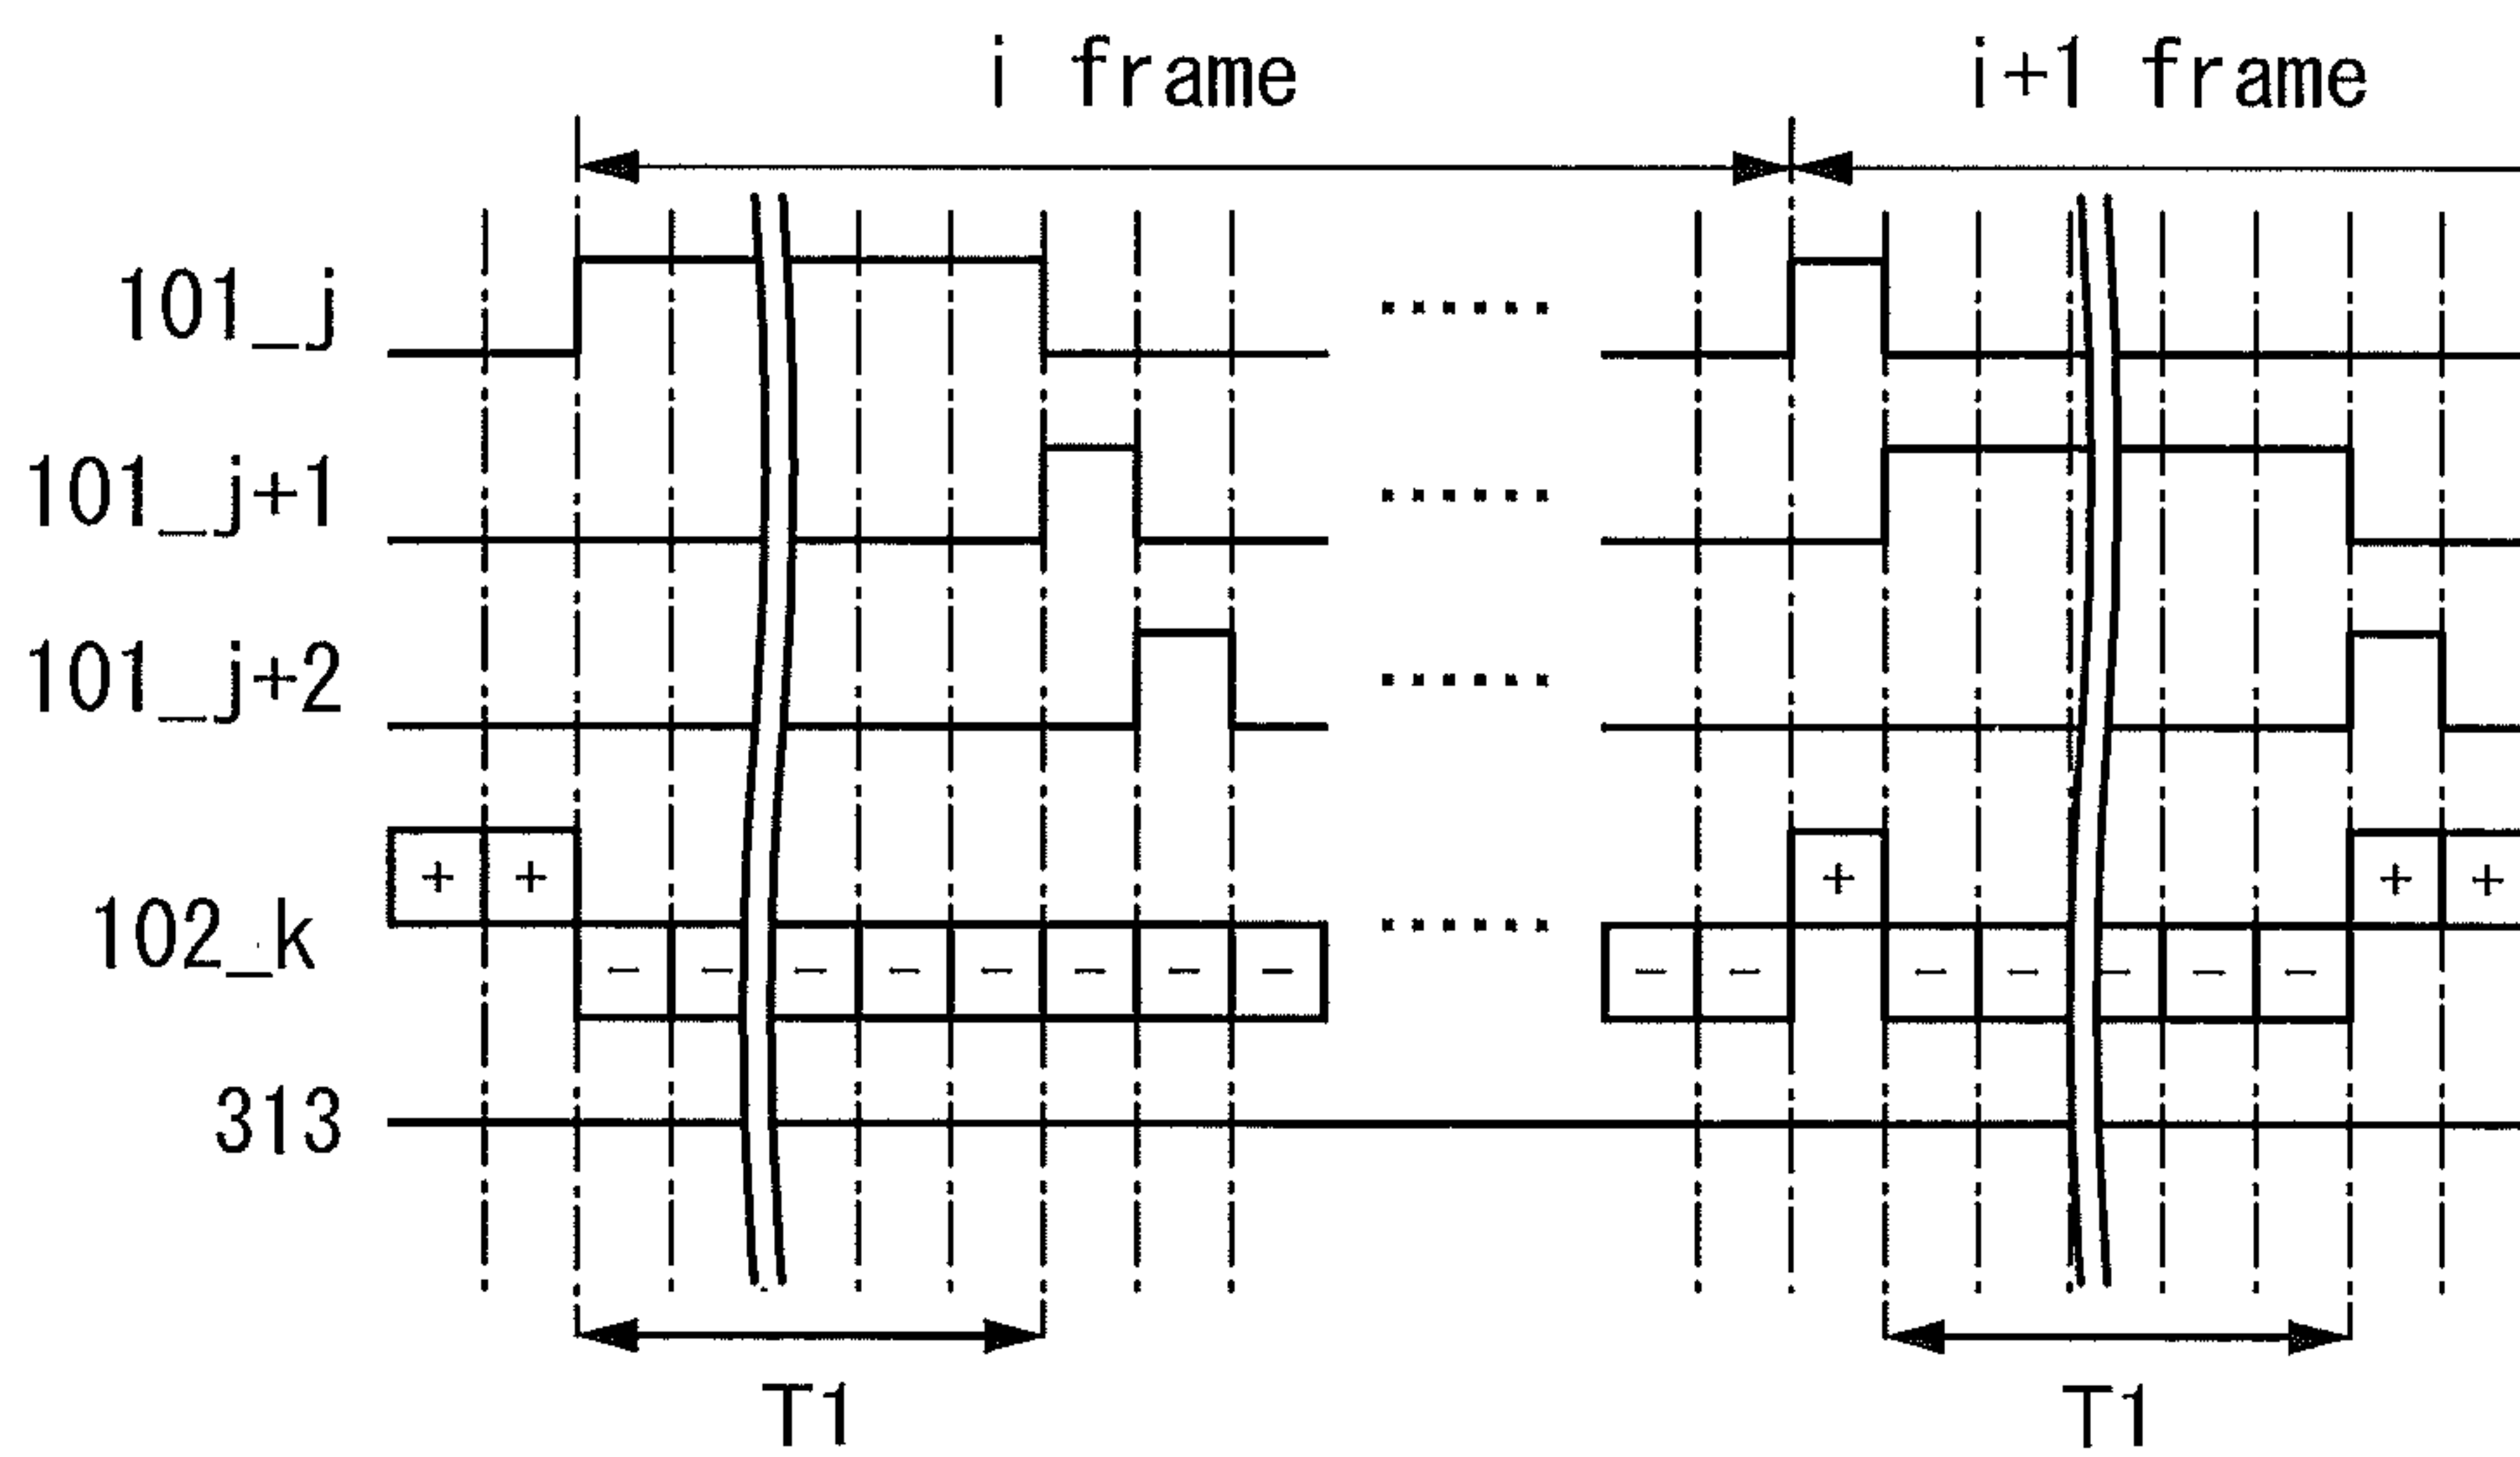 i frame i+1 frame
101_j ......  
101_j+1 ......
101_j+2 ......
+ + + + +
102_k ......
- - - - - - - - - - - - - - -
313
T1 T1